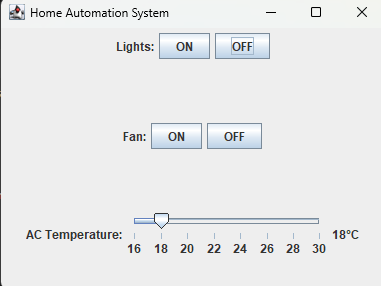 Home Automation System
Lights: ON OFF
Fan: ON OFF
AC Temperature: 18°C
16 18 20 22 24 26 28 30